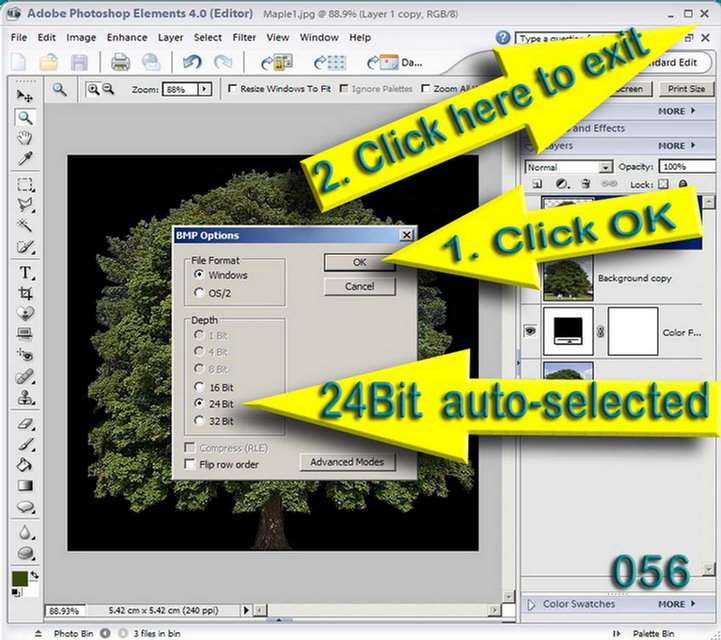 Adobe Photoshop Elements 4.0 (Editor) Maple1.jpg @ 88.9% (Layer 1 copy, RGB/8)
File Edit Image Enhance Layer Select Filter View Window Help Type a question
Da... Standard Edit
Zoom: 88% Resize Windows To Fit Ignore Palettes Zoom All Screen Print Size
2. Click here to exit
MORE
and Effects
Layers MORE
Normal Opacity: 100%
Lock:
1. Click OK
BMP Options
File Format
Windows
OS/2
OK
Cancel
Depth
1 Bit
4 Bit
8 Bit
16 Bit
24 Bit
32 Bit
Compress (RLE)
Flip row order
Advanced Modes
Background copy
Color F...
24Bit auto-selected
056
88.93% 5.42 cm x 5.42 cm (240 ppi)
Color Swatches MORE
Photo Bin 3 files in bin Palette Bin